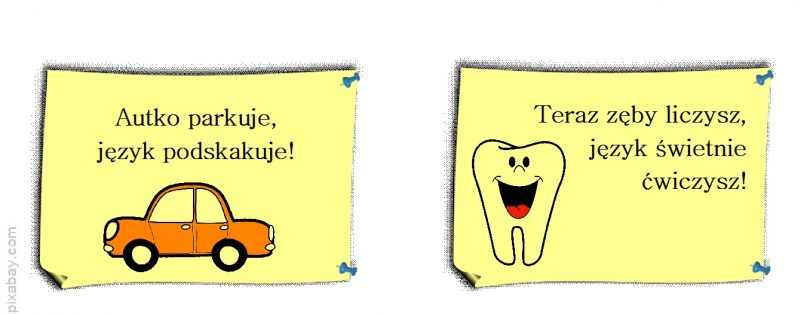 Autko parkuje,
język podskakuje!
Teraz zęby liczysz,
język świetnie
ćwiczysz!
pixabay.com